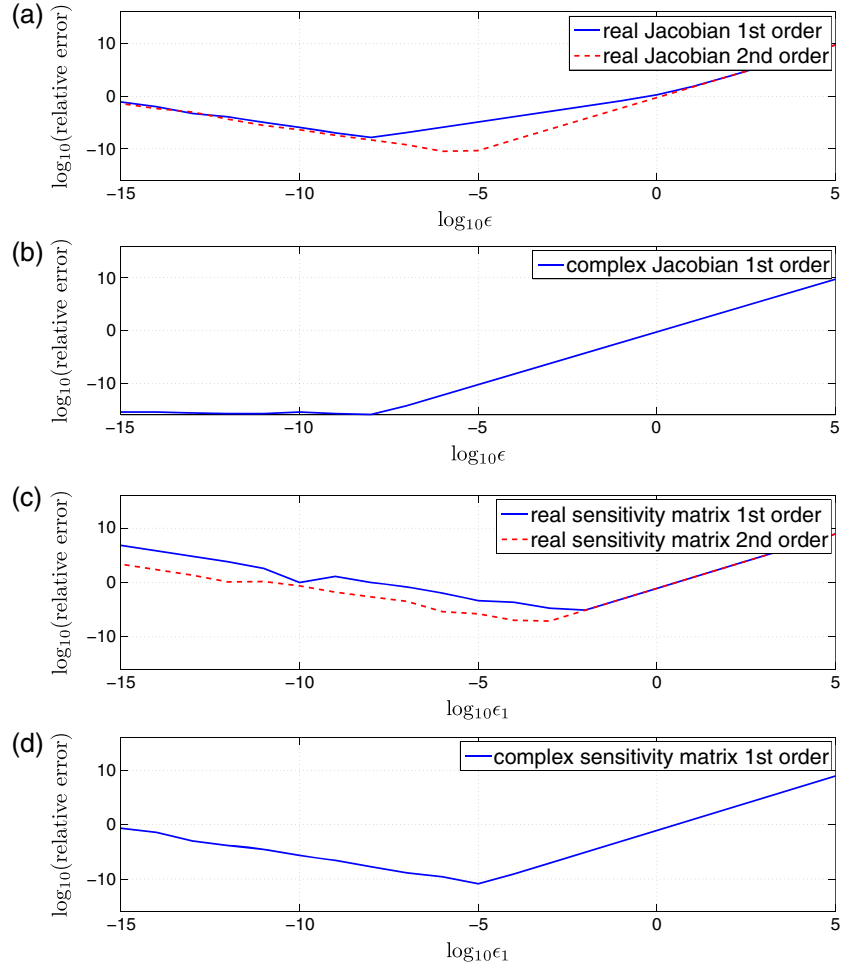 (a)
10
0
−10
log10(relative error)
real Jacobian 1st order
real Jacobian 2nd order
−15
−10
−5
0
5
log10ϵ
(b)
10
0
−10
log10(relative error)
complex Jacobian 1st order
−15
−10
−5
0
5
log10ϵ
(c)
10
0
−10
log10(relative error)
real sensitivity matrix 1st order
real sensitivity matrix 2nd order
−15
−10
−5
0
5
log10ϵ1
(d)
10
0
−10
log10(relative error)
complex sensitivity matrix 1st order
−15
−10
−5
0
5
log10ϵ1